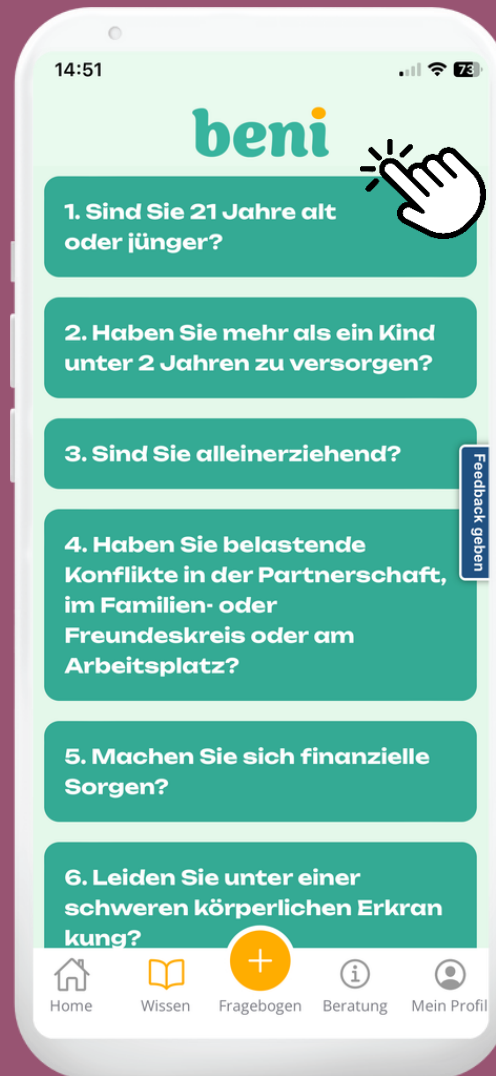 14:51
73
beni
1. Sind Sie 21 Jahre alt
oder jünger?
2. Haben Sie mehr als ein Kind
unter 2 Jahren zu versorgen?
3. Sind Sie alleinerziehend?
Feedback geben
4. Haben Sie belastende
Konflikte in der Partnerschaft,
im Familien- oder
Freundeskreis oder am
Arbeitsplatz?
5. Machen Sie sich finanzielle
Sorgen?
6. Leiden Sie unter einer
schweren körperlichen Erkran
kung?
Home Wissen Fragebogen Beratung Mein Profil